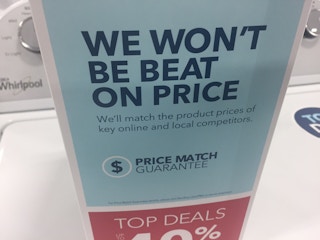 Whirlpool
WE WON'T
BE BEAT
ON PRICE
We'll match the product prices of
key online and local competitors.
$ PRICE MATCH
GUARANTEE
TOP DEALS